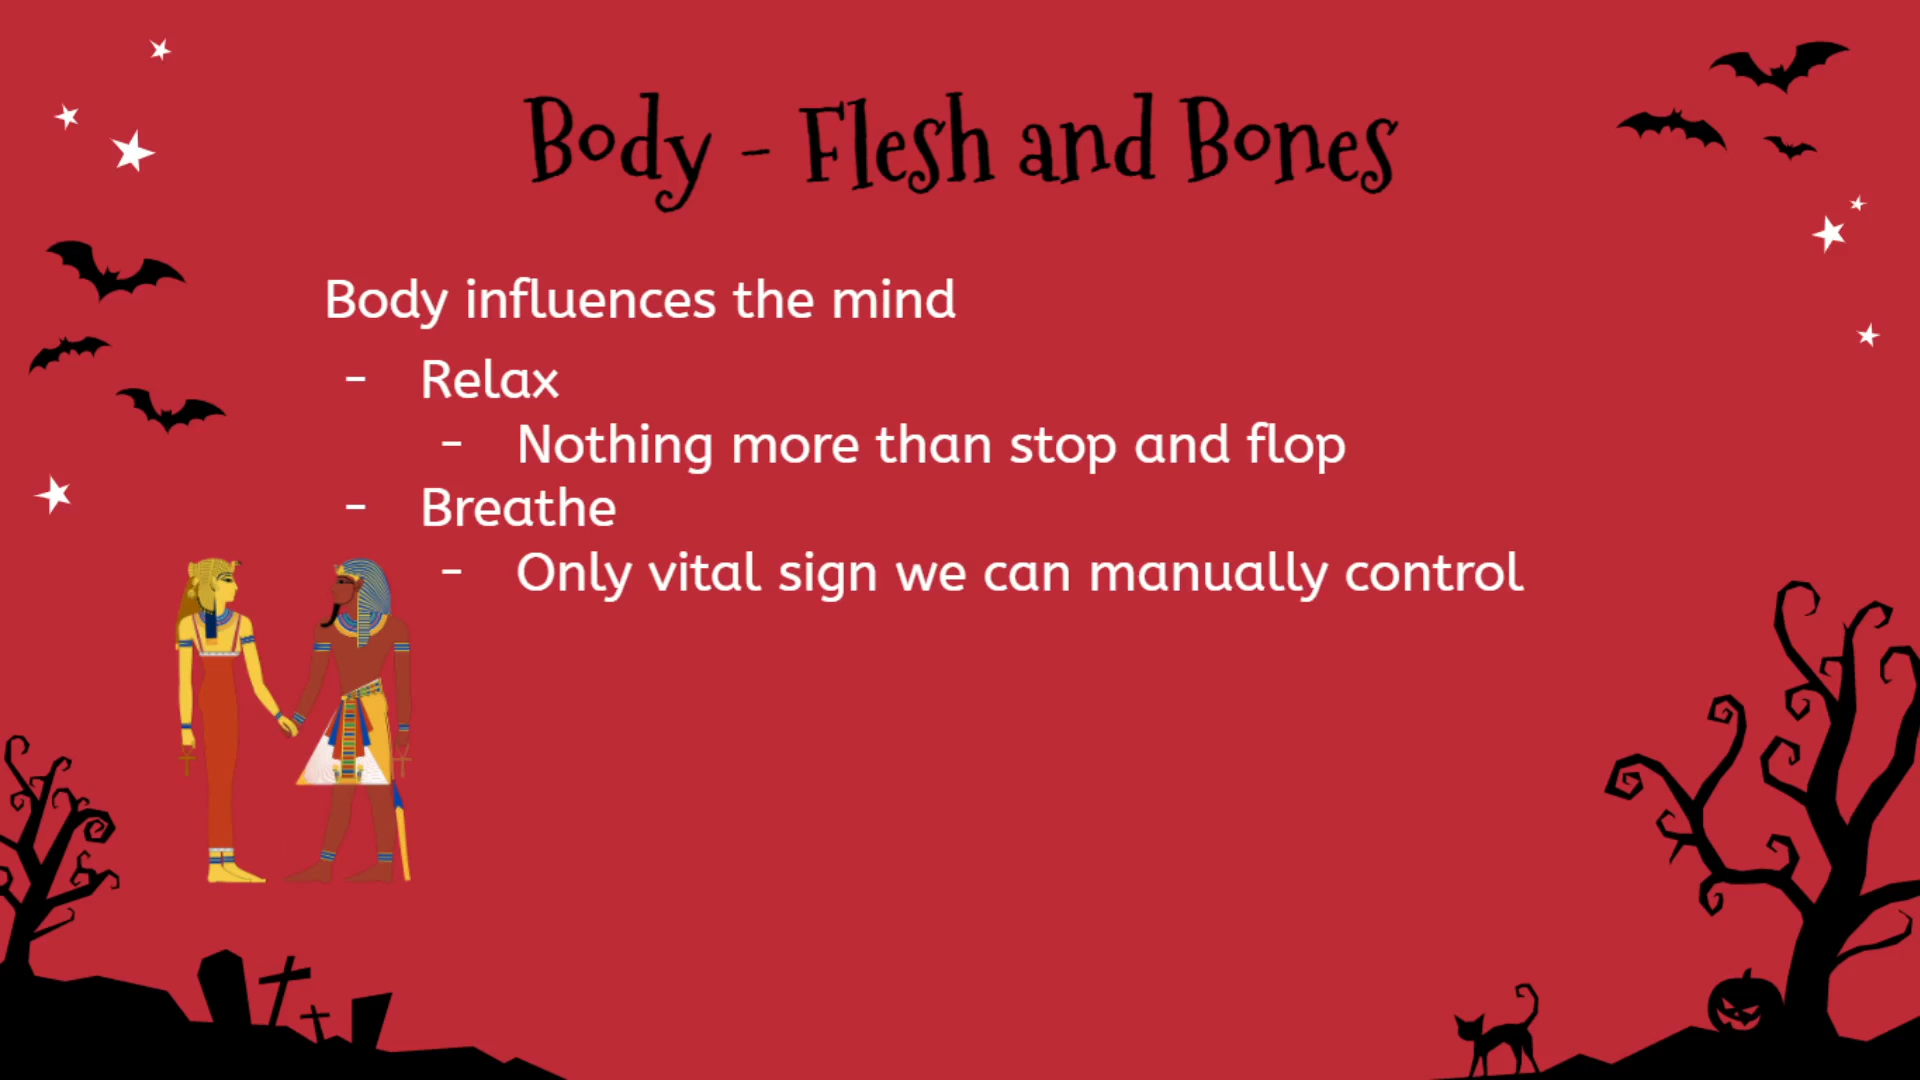 Body - Flesh and Bones
Body influences the mind
- Relax
- Nothing more than stop and flop
- Breathe
- Only vital sign we can manually control